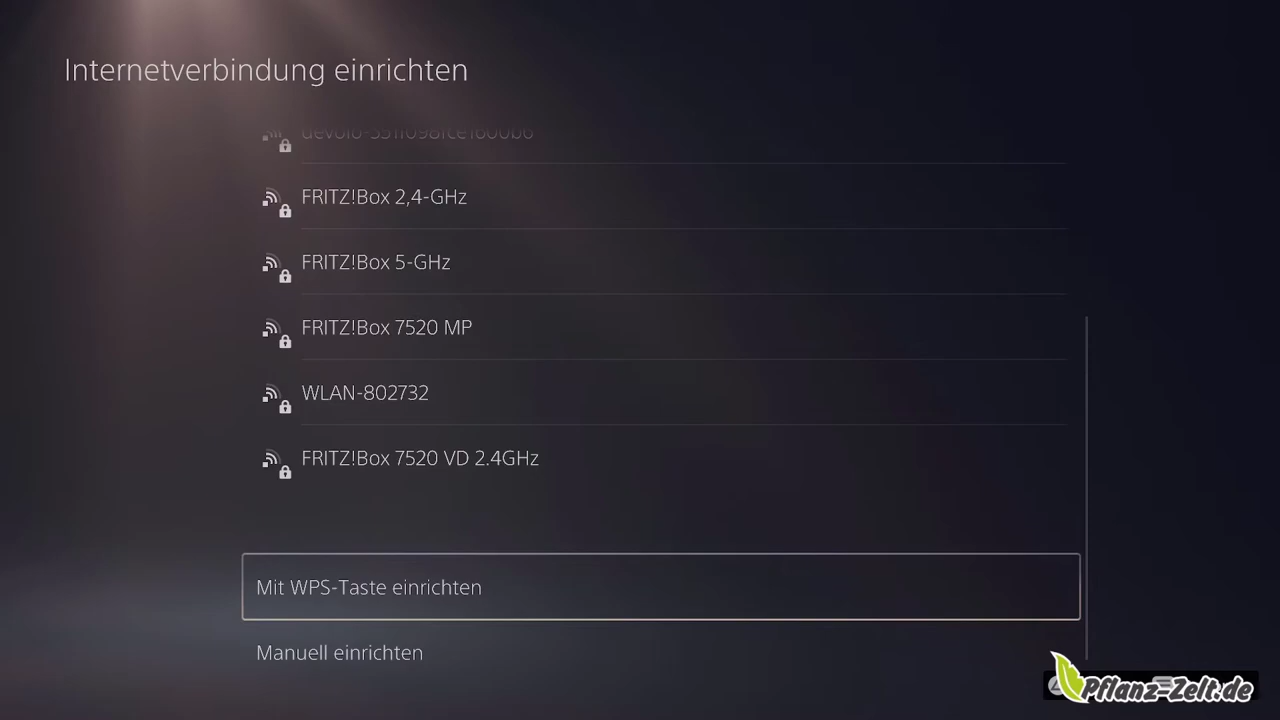 Internetverbindung einrichten
FRITZ!Box 2,4-GHz
FRITZ!Box 5-GHz
FRITZ!Box 7520 MP
WLAN-802732
FRITZ!Box 7520 VD 2.4GHz
Mit WPS-Taste einrichten
Manuell einrichten
Pflanz-Zelt.de